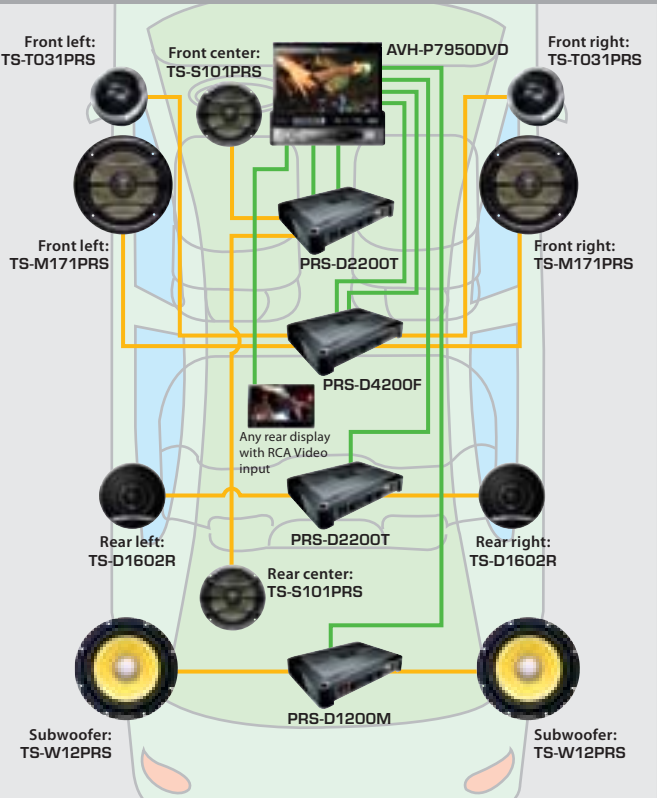 Front left:
TS-T031PRS
Front center:
TS-S101PRS
AVH-P7950DVD
Front right:
TS-T031PRS
Front left:
TS-M171PRS
PRS-D2200T
Front right:
TS-M171PRS
PRS-D4200F
Any rear display
with RCA Video
input
Rear left:
TS-D1602R
PRS-D2200T
Rear right:
TS-D1602R
Rear center:
TS-S101PRS
Subwoofer:
TS-W12PRS
PRS-D1200M
Subwoofer:
TS-W12PRS